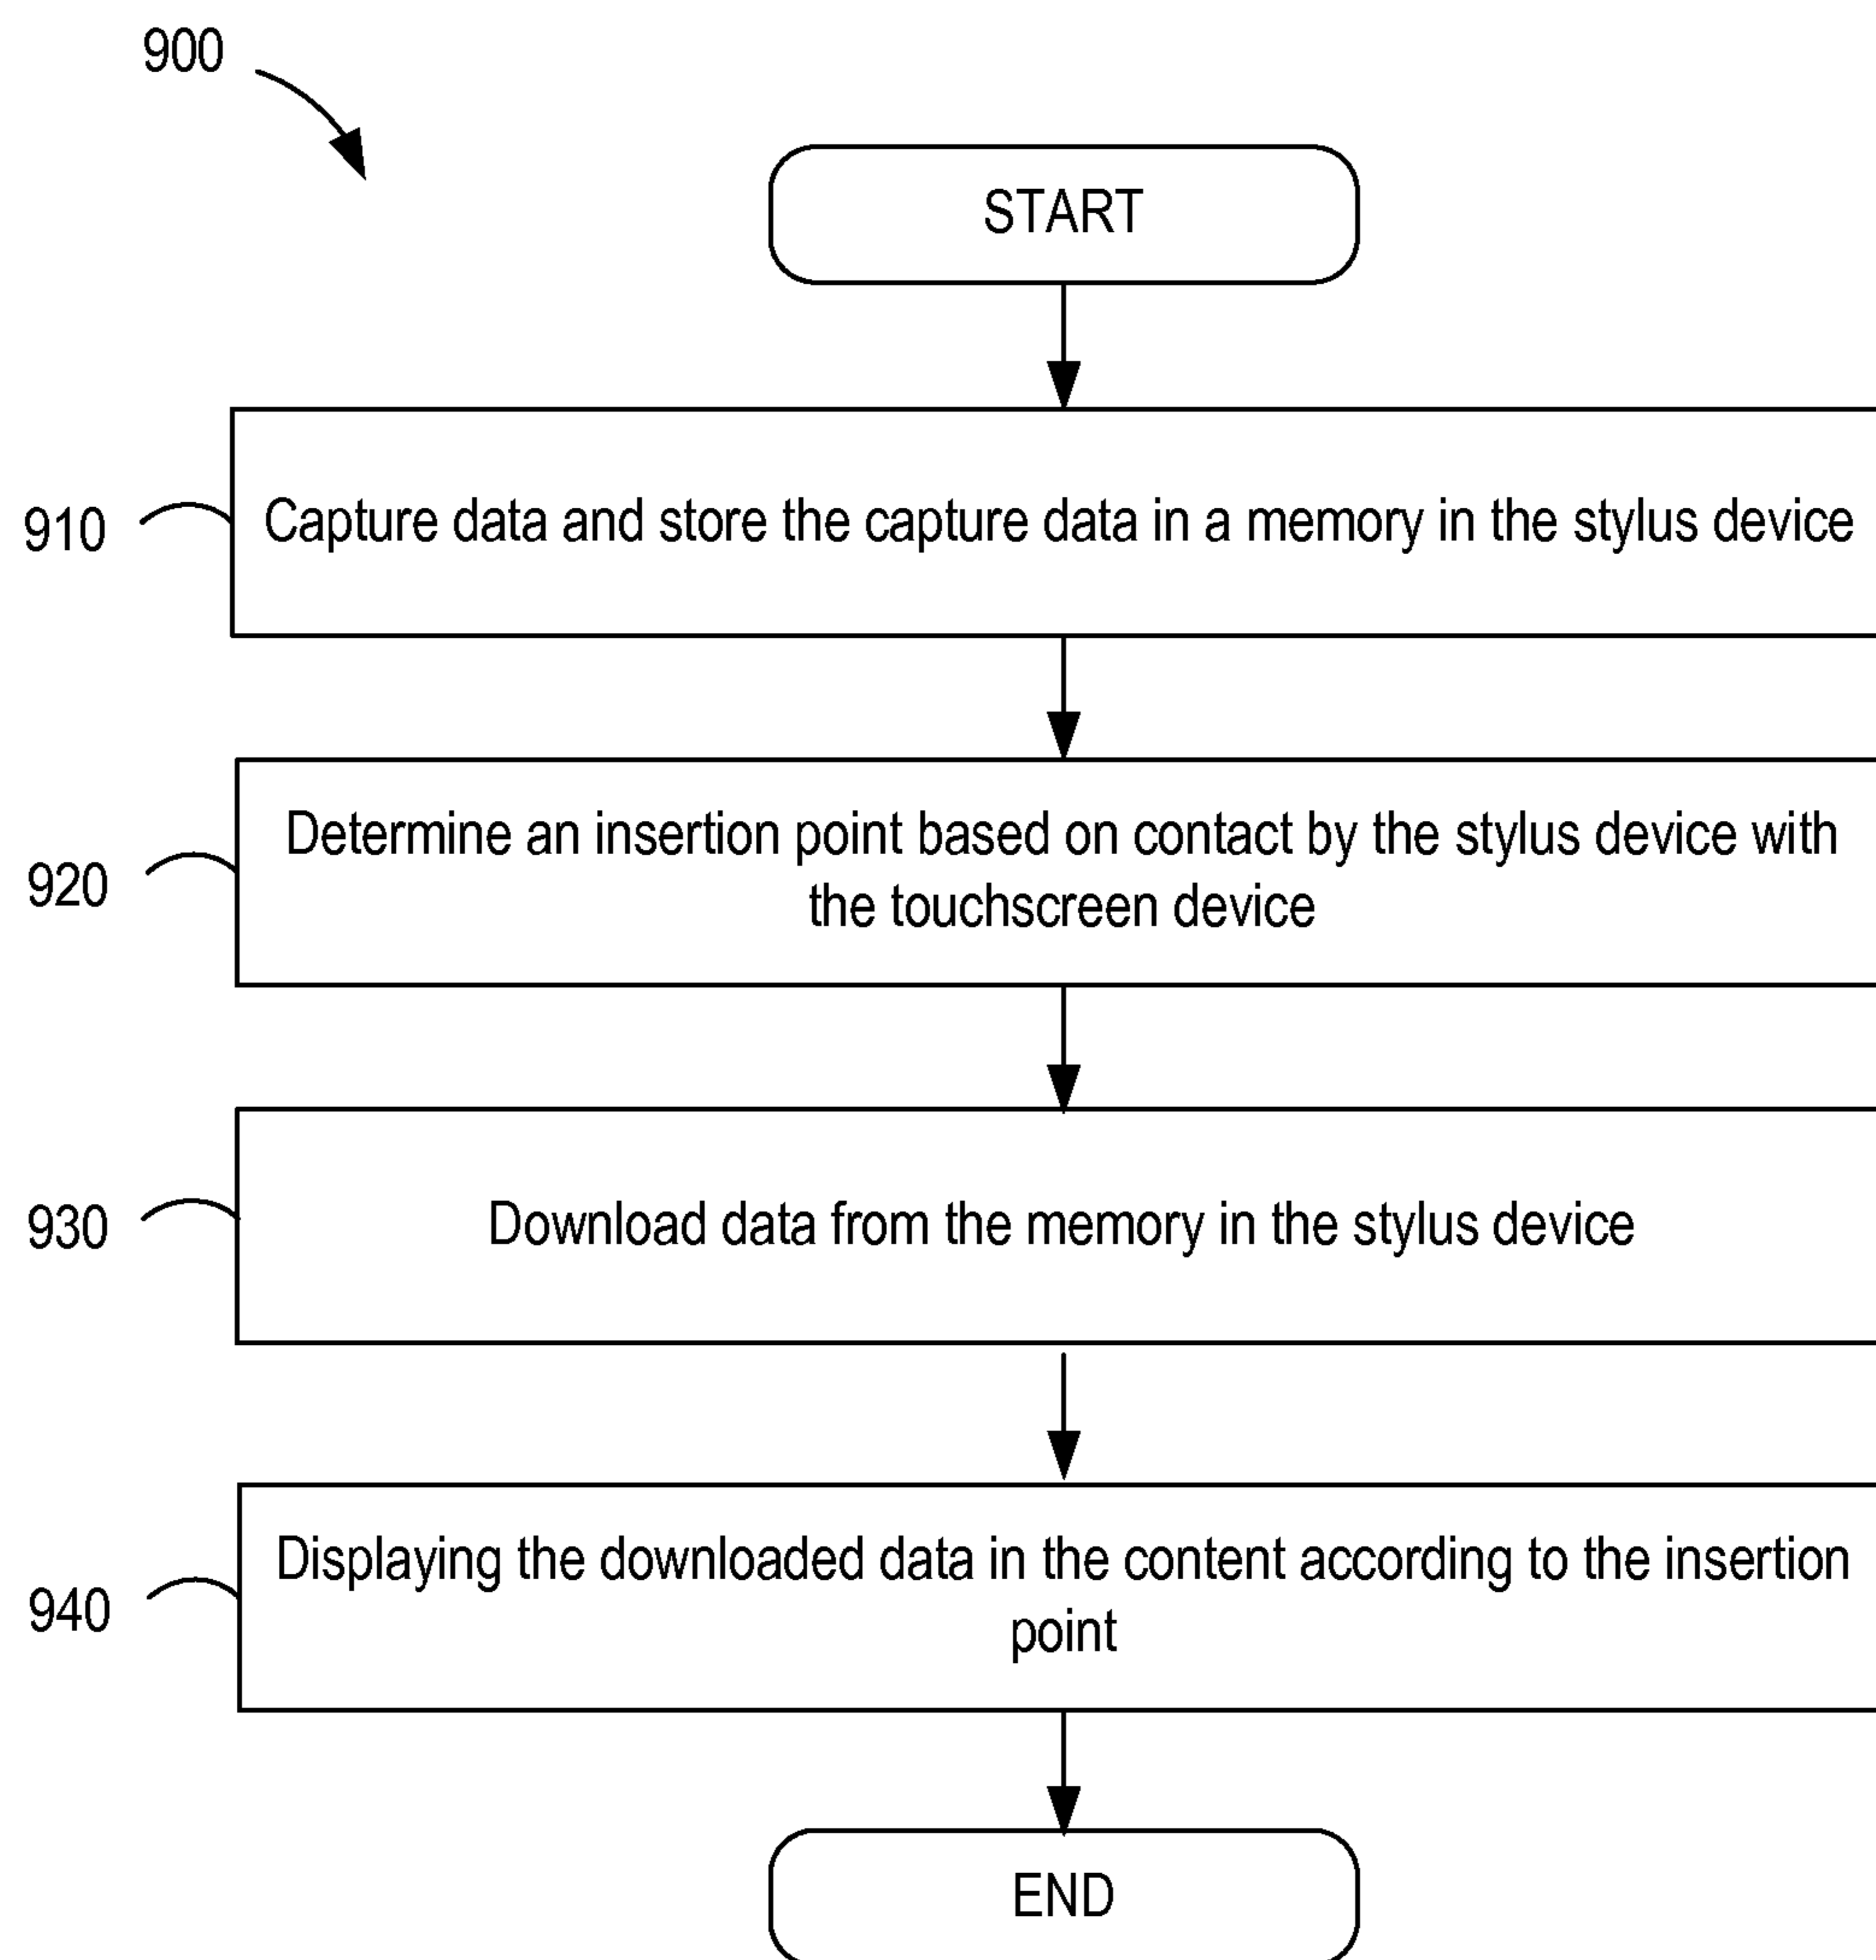 900
START
910
Capture data and store the capture data in a memory in the stylus device
920
Determine an insertion point based on contact by the stylus device with
the touchscreen device
930
Download data from the memory in the stylus device
940
Displaying the downloaded data in the content according to the insertion
point
END